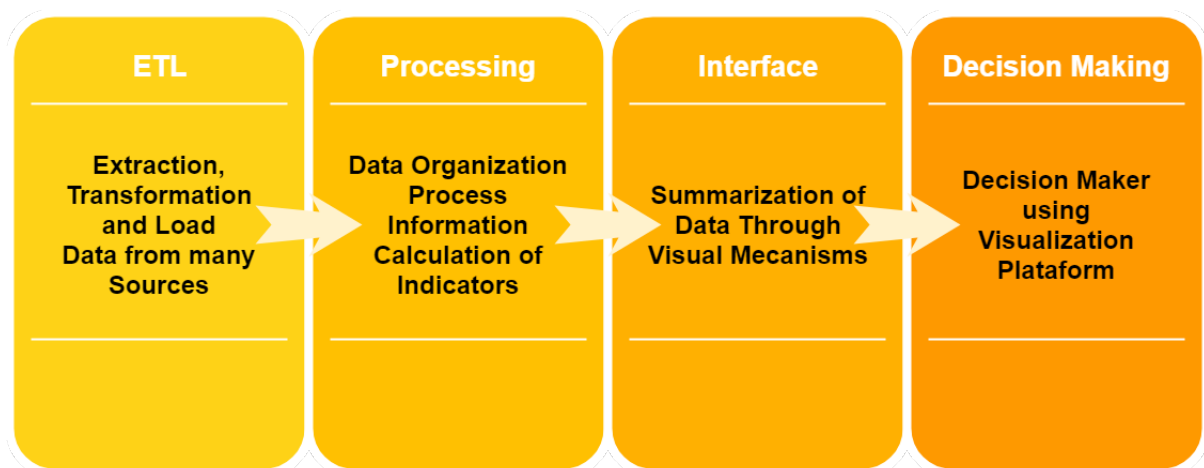 ETL
Extraction,
Transformation
and Load
Data from many
Sources
Processing
Data Organization
Process
Information
Calculation of
Indicators
Interface
Summarization of
Data Through
Visual Mecanisms
Decision Making
Decision Maker
using
Visualization
Plataform